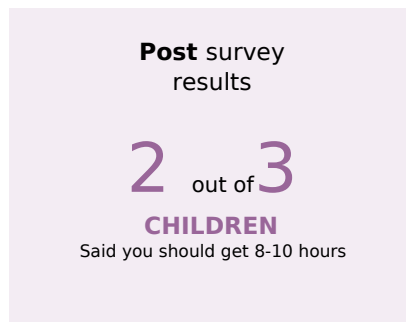 Post survey
results
2 out of 3
CHILDREN
Said you should get 8-10 hours